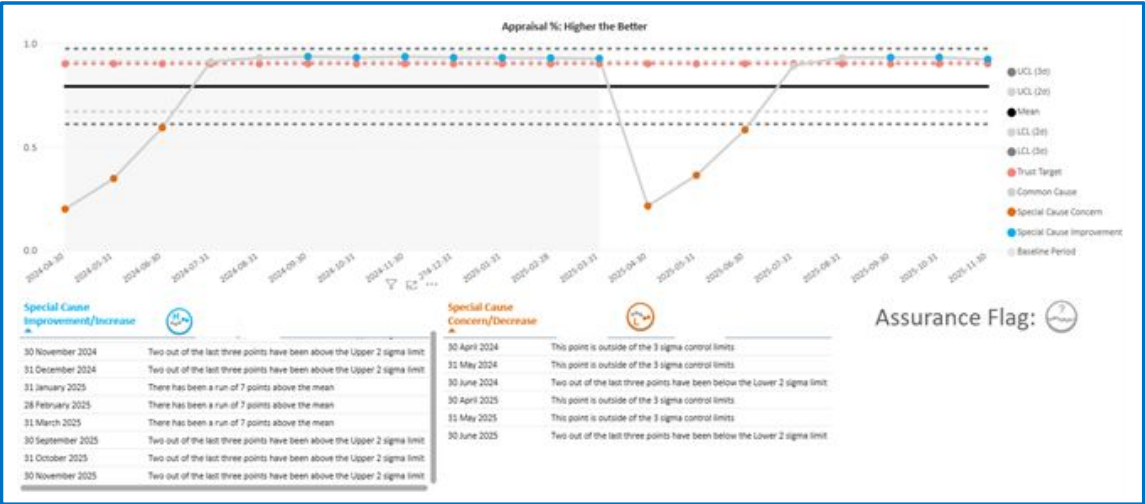 Appraisal %: Higher the Better
1.0
0.5
0.0
2024-04-30
2024-05-31
2024-06-30
2024-07-31
2024-08-31
2024-09-30
2024-10-31
2024-11-30
2024-12-31
2025-01-31
2025-02-28
2025-03-31
2025-04-30
2025-05-31
2025-06-30
2025-07-31
2025-08-31
2025-09-30
2025-10-31
2025-11-30
UCL (3σ)
UCL (2σ)
Mean
LCL (2σ)
LCL (3σ)
Trust Target
Common Cause
Special Cause Concern
Special Cause Improvement
Baseline Period
Special Cause
Improvement/Increase
H
30 November 2024 Two out of the last three points have been above the Upper 2 sigma limit
31 December 2024 Two out of the last three points have been above the Upper 2 sigma limit
31 January 2025 There has been a run of 7 points above the mean
28 February 2025 There has been a run of 7 points above the mean
31 March 2025 There has been a run of 7 points above the mean
30 September 2025 Two out of the last three points have been above the Upper 2 sigma limit
31 October 2025 Two out of the last three points have been above the Upper 2 sigma limit
30 November 2025 Two out of the last three points have been above the Upper 2 sigma limit
Special Cause
Concern/Decrease
L
30 April 2024 This point is outside of the 3 sigma control limits
31 May 2024 This point is outside of the 3 sigma control limits
30 June 2024 Two out of the last three points have been below the Lower 2 sigma limit
30 April 2025 This point is outside of the 3 sigma control limits
31 May 2025 This point is outside of the 3 sigma control limits
30 June 2025 Two out of the last three points have been below the Lower 2 sigma limit
Assurance Flag: ?